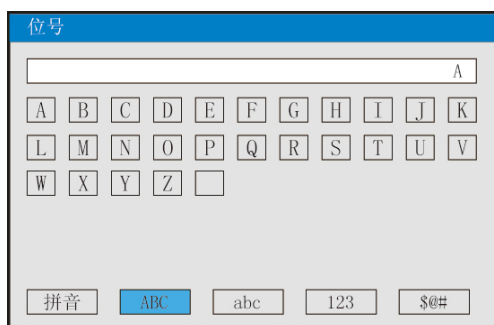 位号
A
A B C D E F G H I J K
L M N O P Q R S T U V
W X Y Z
拼音 ABC abc 123 $@#